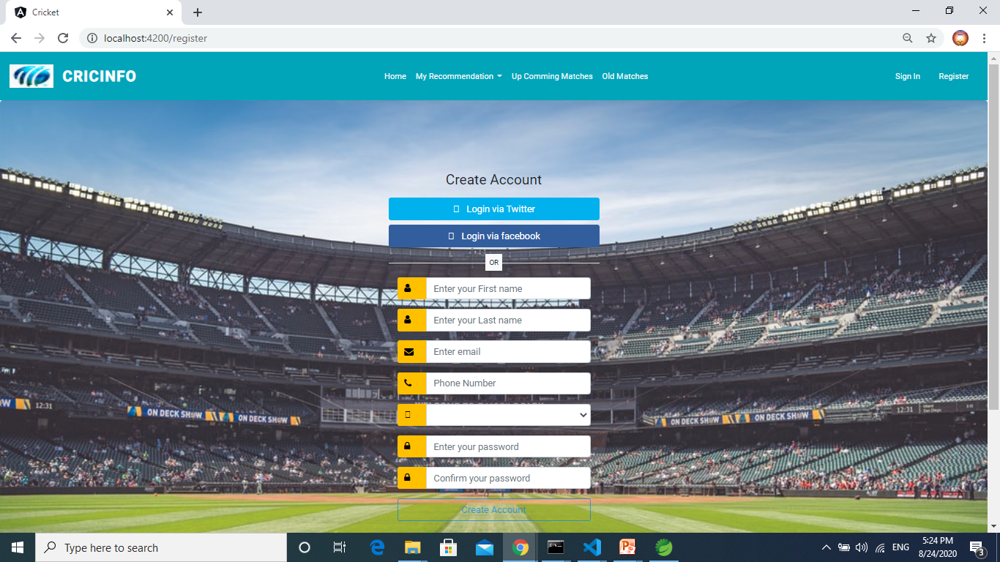 Cricket
localhost:4200/register
CRICINFO
Home My Recommendation Up Comming Matches Old Matches
Sign In Register
Create Account
Login via Twitter
Login via facebook
OR
Enter your First name
Enter your Last name
Enter email
Phone Number
Enter your password
Confirm your password
Create Account
OW 12:31 ON DECK SHOW ON DECK SHOW
ON DECK SHOW ON DECK SHOW 12:31
Type here to search
ENG
5:24 PM
8/24/2020
3